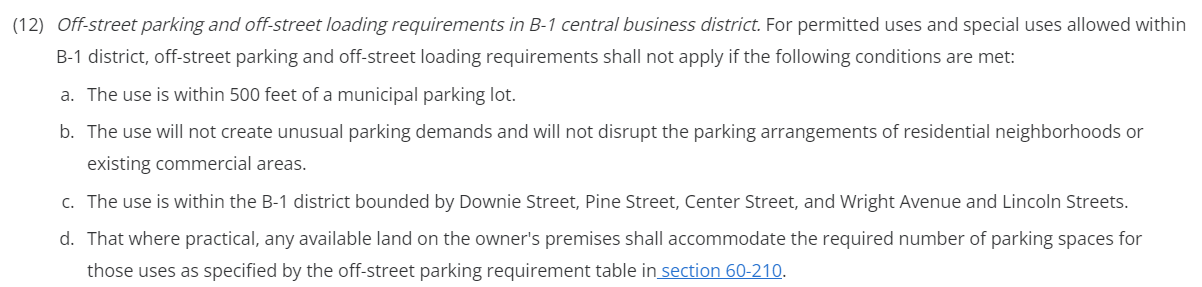 (12) Off-street parking and off-street loading requirements in B-1 central business district. For permitted uses and special uses allowed within
B-1 district, off-street parking and off-street loading requirements shall not apply if the following conditions are met:
a. The use is within 500 feet of a municipal parking lot.
b. The use will not create unusual parking demands and will not disrupt the parking arrangements of residential neighborhoods or
existing commercial areas.
c. The use is within the B-1 district bounded by Downie Street, Pine Street, Center Street, and Wright Avenue and Lincoln Streets.
d. That where practical, any available land on the owner's premises shall accommodate the required number of parking spaces for
those uses as specified by the off-street parking requirement table in section 60-210.